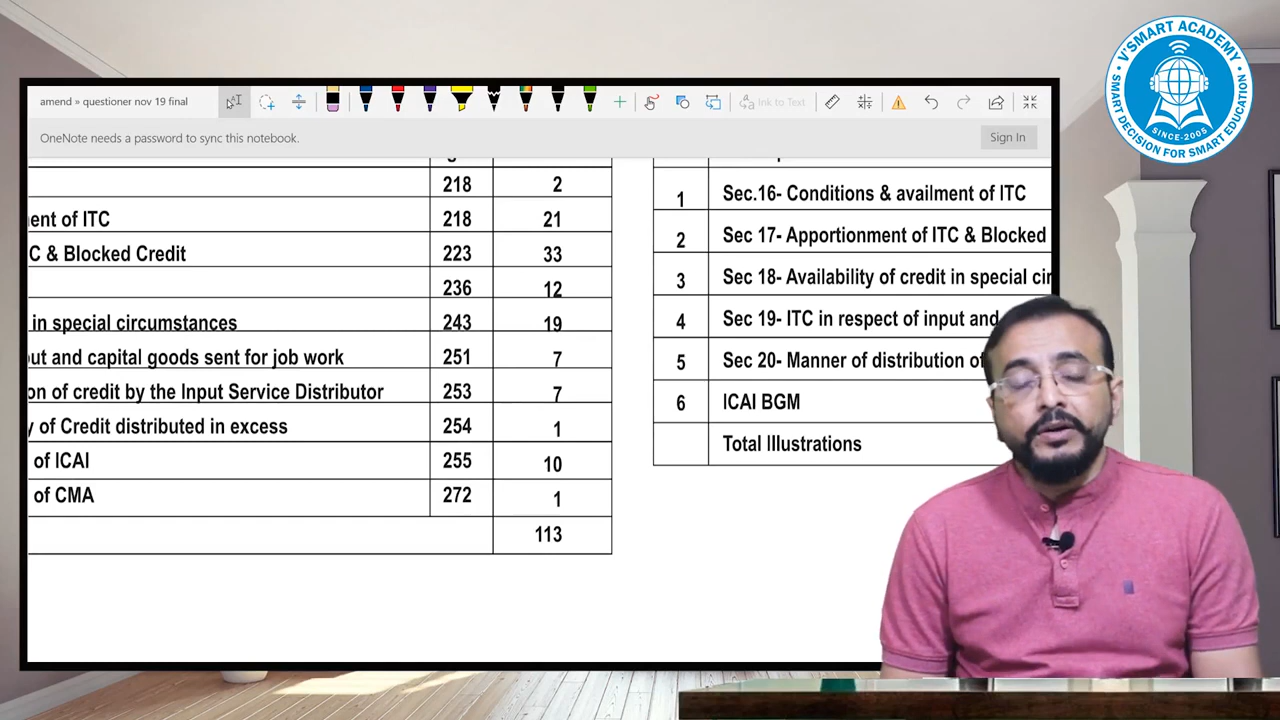 V'SMART ACADEMY
SINCE-2005
SMART DECISION FOR SMART EDUCATION
amend » questioner nov 19 final
Ink to Text
OneNote needs a password to sync this notebook.
Sign In
218 2
ent of ITC 218 21
C & Blocked Credit 223 33
236 12
in special circumstances 243 19
out and capital goods sent for job work 251 7
on of credit by the Input Service Distributor 253 7
y of Credit distributed in excess 254 1
of ICAI 255 10
of CMA 272 1
113
1 Sec.16- Conditions & availment of ITC
2 Sec 17- Apportionment of ITC & Blocked
3 Sec 18- Availability of credit in special cir
4 Sec 19- ITC in respect of input and
5 Sec 20- Manner of distribution of
6 ICAI BGM
Total Illustrations